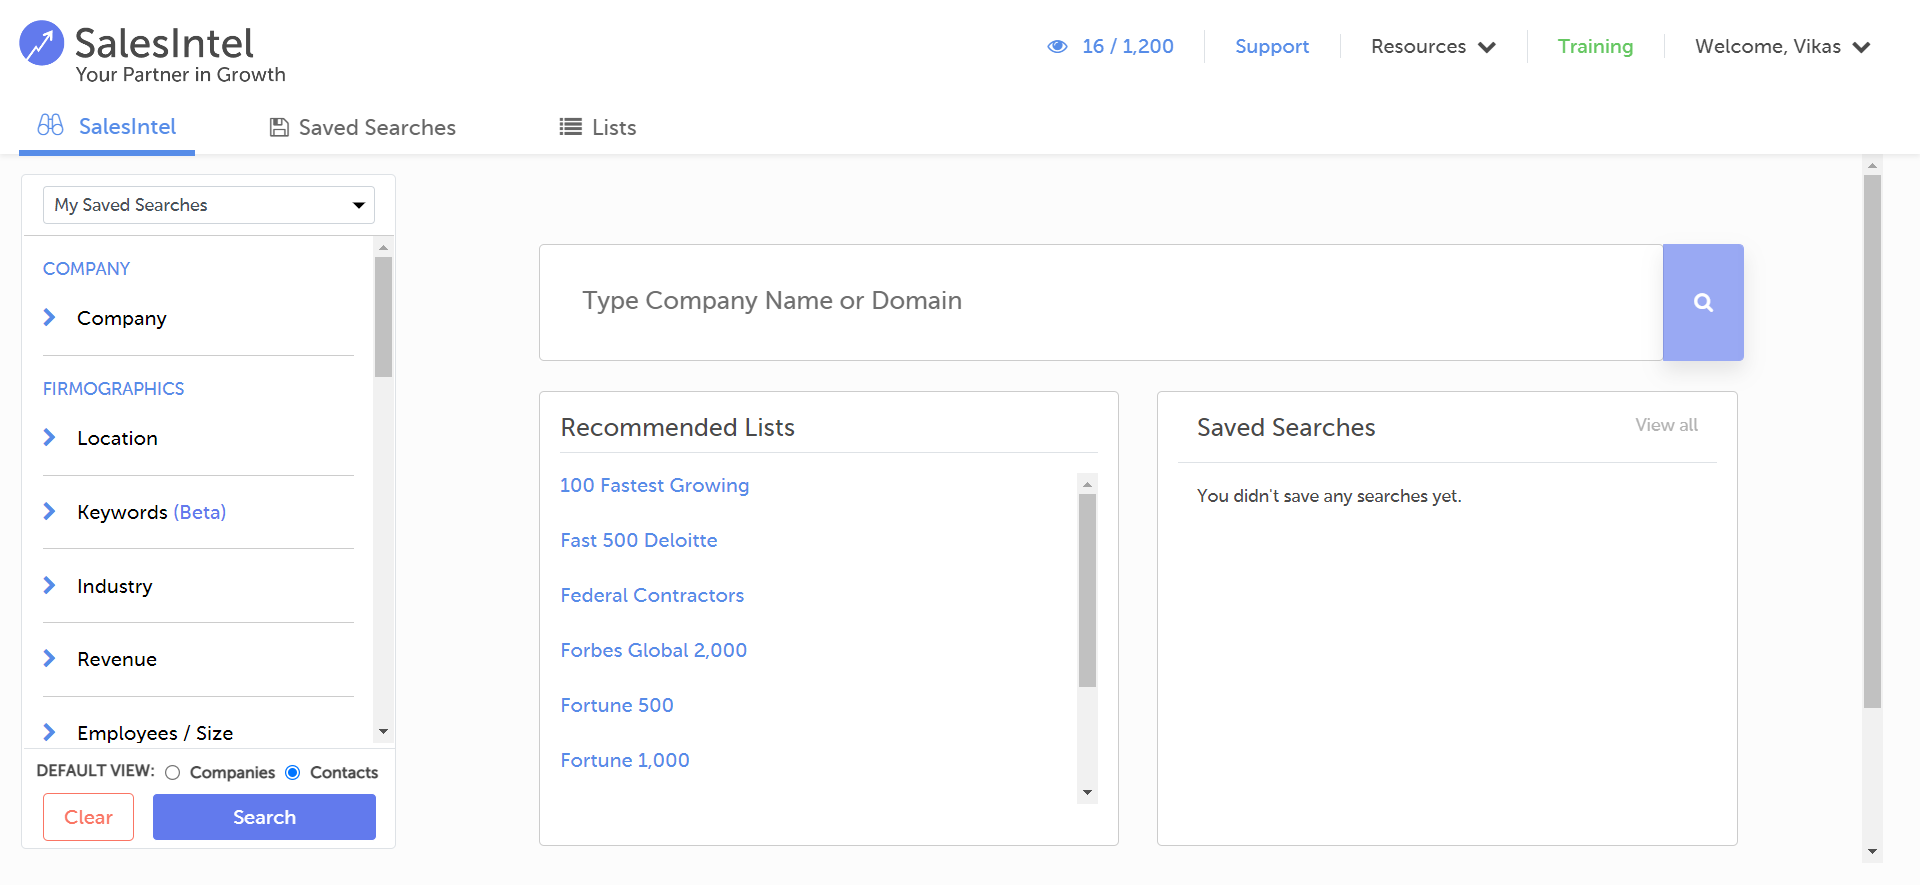 SalesIntel
Your Partner in Growth
16 / 1,200
Support
Resources
Training
Welcome, Vikas
SalesIntel
Saved Searches
Lists
My Saved Searches
COMPANY
Company
FIRMOGRAPHICS
Location
Keywords (Beta)
Industry
Revenue
Employees / Size
DEFAULT VIEW:
Companies
Contacts
Clear
Search
Type Company Name or Domain
Recommended Lists
100 Fastest Growing
Fast 500 Deloitte
Federal Contractors
Forbes Global 2,000
Fortune 500
Fortune 1,000
Saved Searches
View all
You didn't save any searches yet.